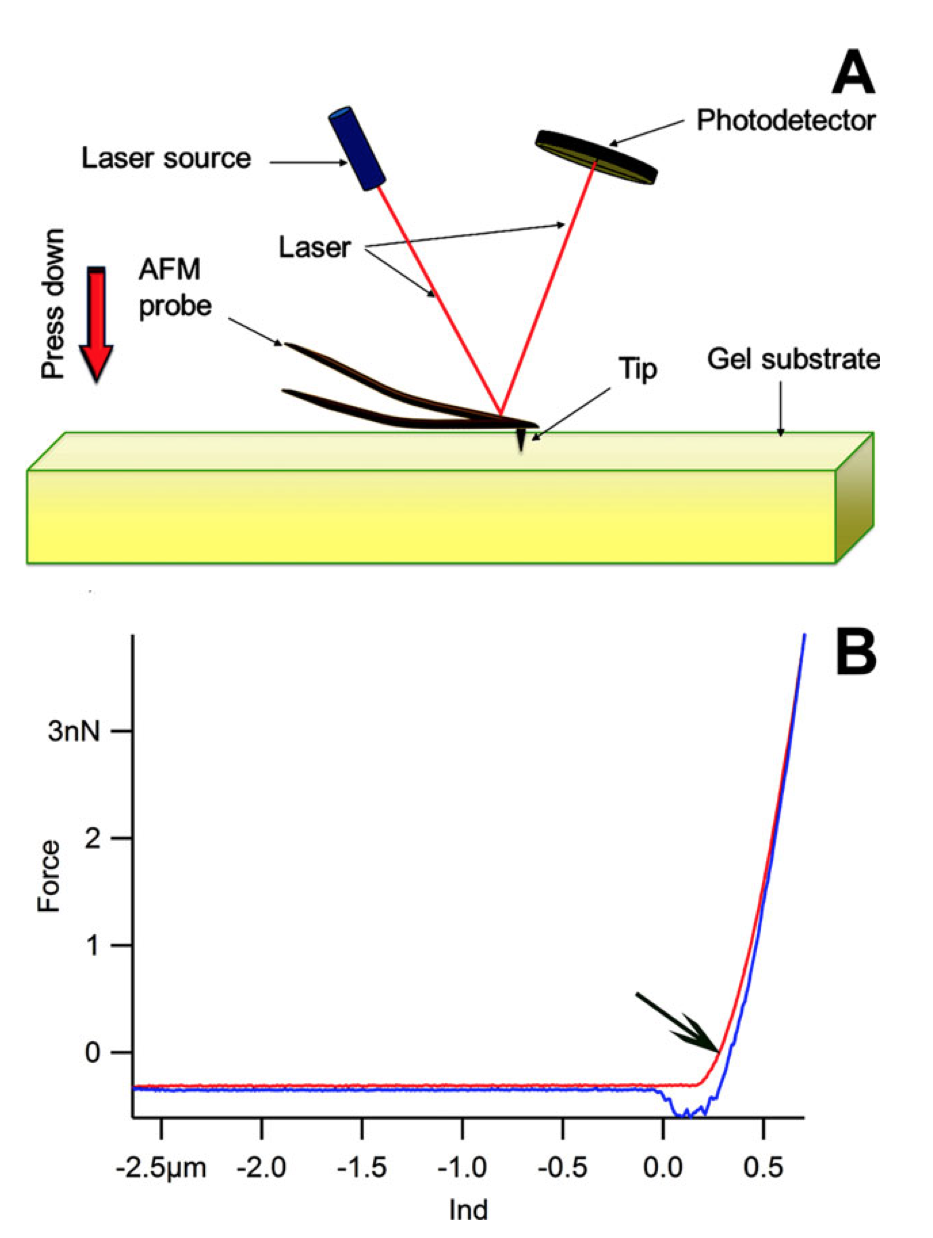 A
Photodetector
Laser source
Laser
AFM
probe
Press down
Tip
Gel substrate
B
3nN
2
1
0
Force
-2.5µm -2.0 -1.5 -1.0 -0.5 0.0 0.5
Ind